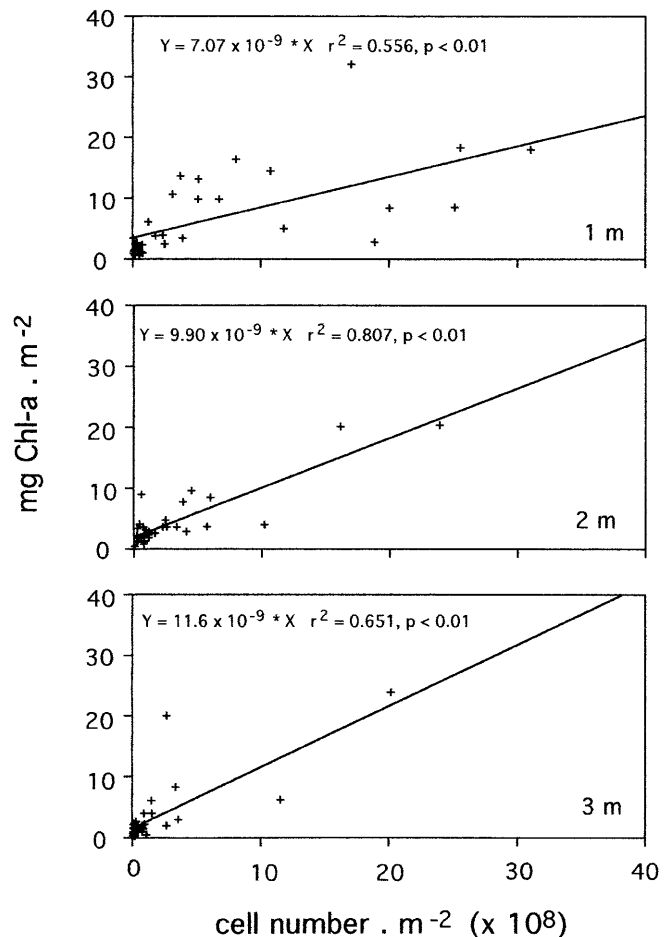 40
Y = 7.07 x 10⁻⁹ * X r² = 0.556, p < 0.01
30
20
10
1 m
0
40
Y = 9.90 x 10⁻⁹ * X r² = 0.807, p < 0.01
30
mg Chl-a . m⁻²
20
10
2 m
0
40
Y = 11.6 x 10⁻⁹ * X r² = 0.651, p < 0.01
30
20
10
3 m
0
0 10 20 30 40
cell number . m⁻² (x 10⁸)